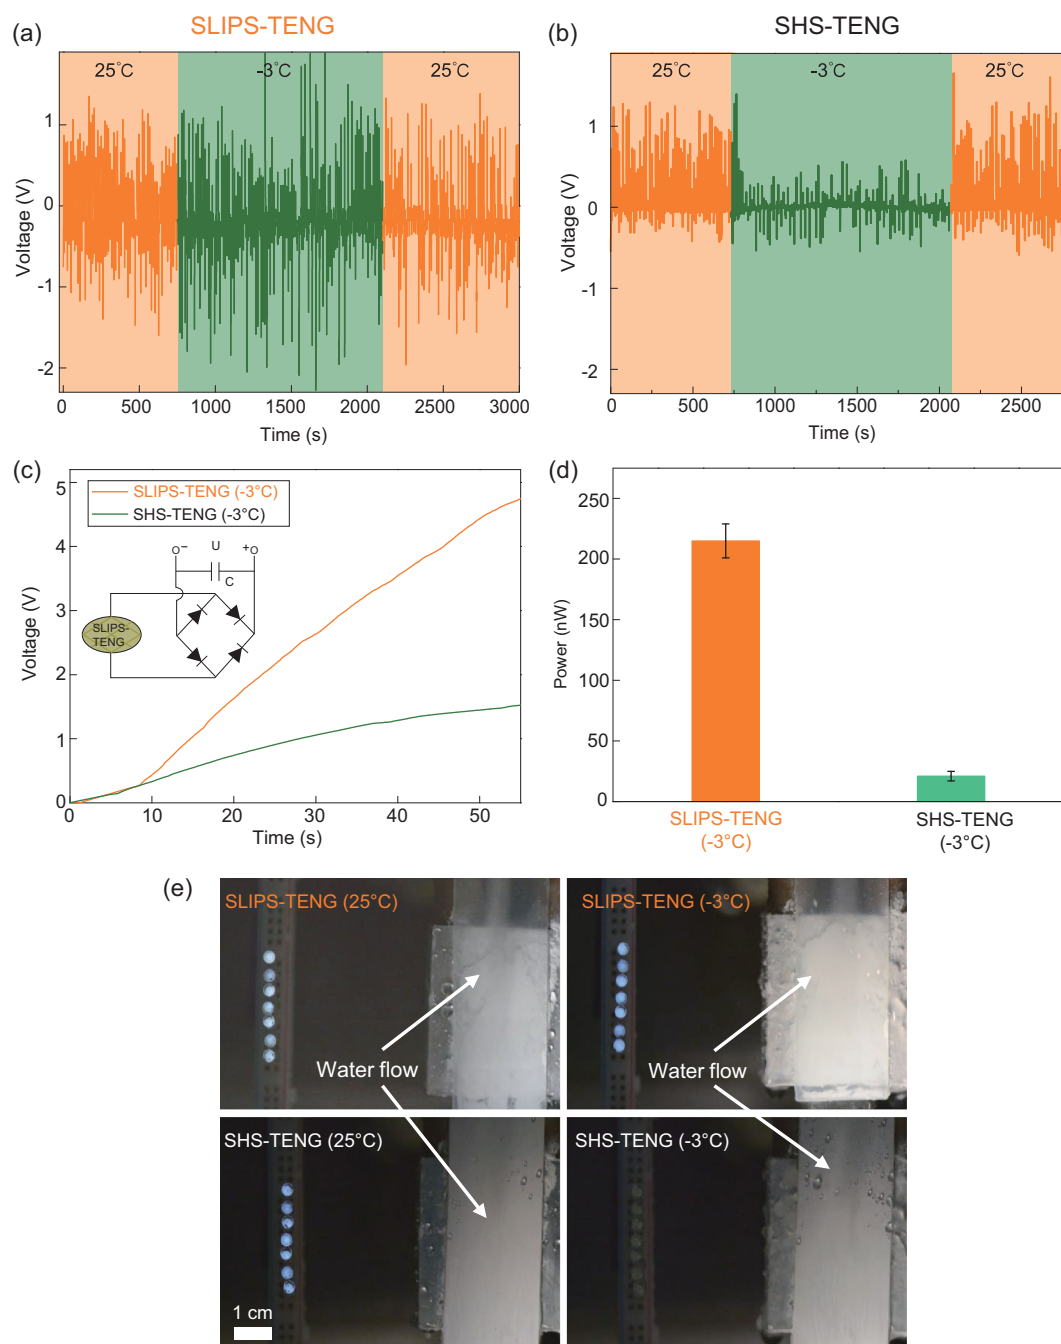 (a) SLIPS-TENG
25°C -3°C 25°C
Voltage (V)
1
0
-1
-2
0 500 1000 1500 2000 2500 3000
Time (s)
(b) SHS-TENG
25°C -3°C 25°C
Voltage (V)
1
0
-1
-2
0 500 1000 1500 2000 2500
Time (s)
(c)
SLIPS-TENG (-3°C)
SHS-TENG (-3°C)
U
− +
C
SLIPS-
TENG
Voltage (V)
5
4
3
2
1
0
0 10 20 30 40 50
Time (s)
(d)
Power (nW)
250
200
150
100
50
0
SLIPS-TENG
(-3°C)
SHS-TENG
(-3°C)
(e)
SLIPS-TENG (25°C)
SLIPS-TENG (-3°C)
Water flow
Water flow
SHS-TENG (25°C)
SHS-TENG (-3°C)
1 cm